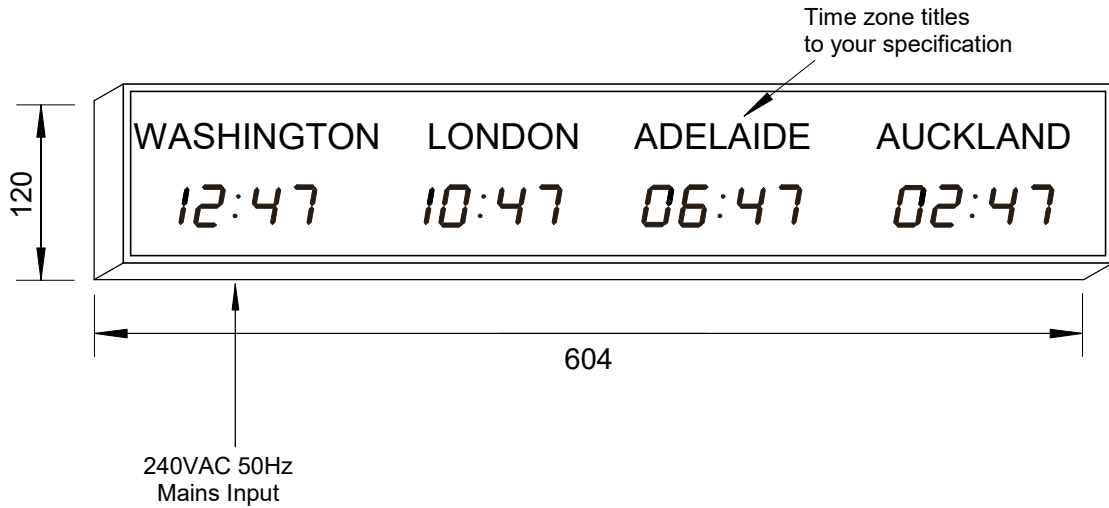 Time zone titles
to your specification
WASHINGTON LONDON ADELAIDE AUCKLAND
12:47 10:47 06:47 02:47
120
604
240VAC 50Hz
Mains Input